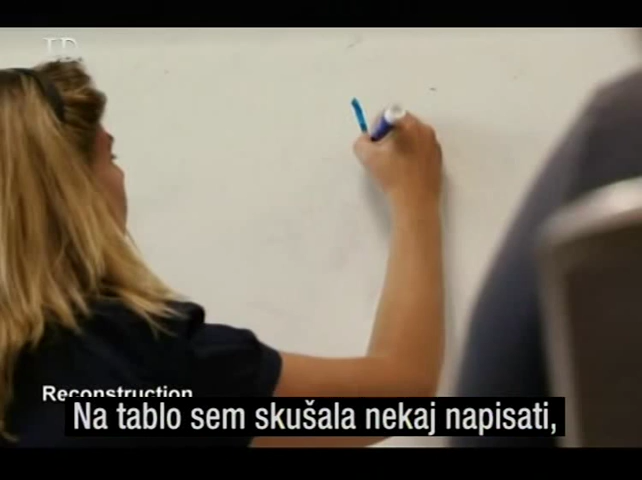 Reconstruction
Na tablo sem skušala nekaj napisati,